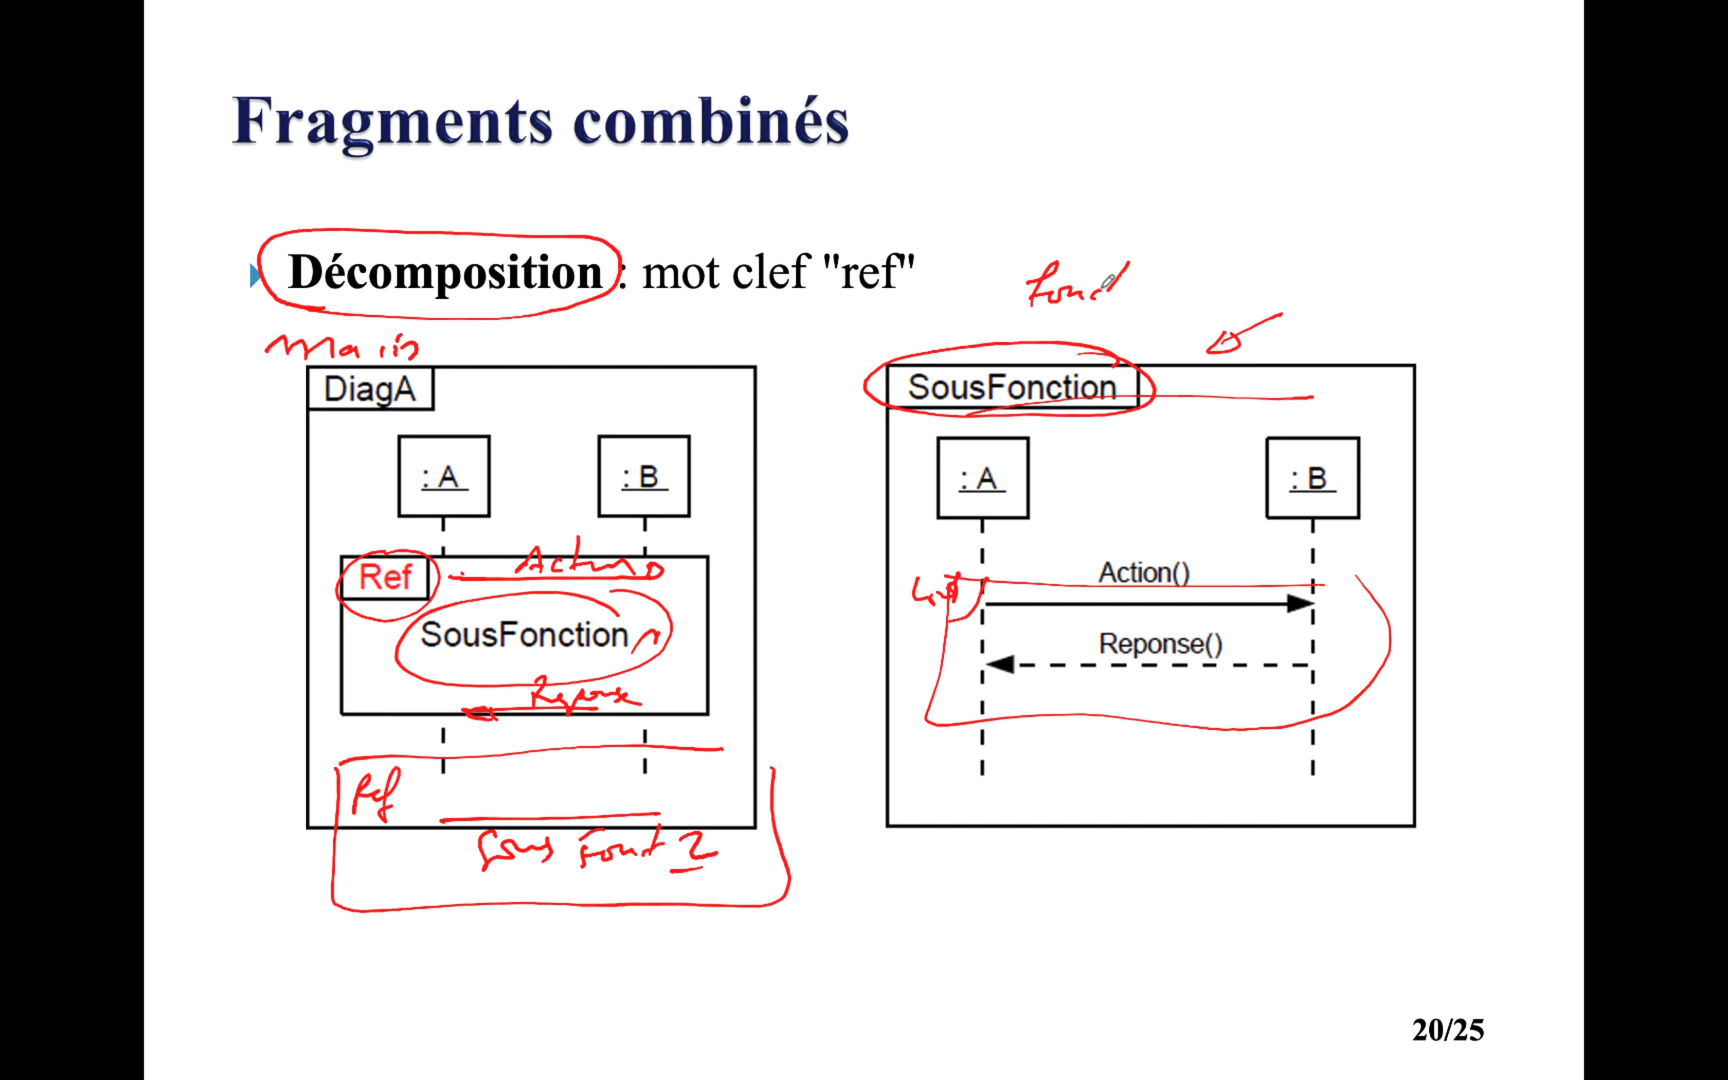 Fragments combinés
Décomposition : mot clef "ref"
Main
DiagA
: A
: B
Ref
Action
SousFonction
Reponse
Ref
Sous Fonct 2
SousFonction
: A
: B
Action()
Reponse()
20/25